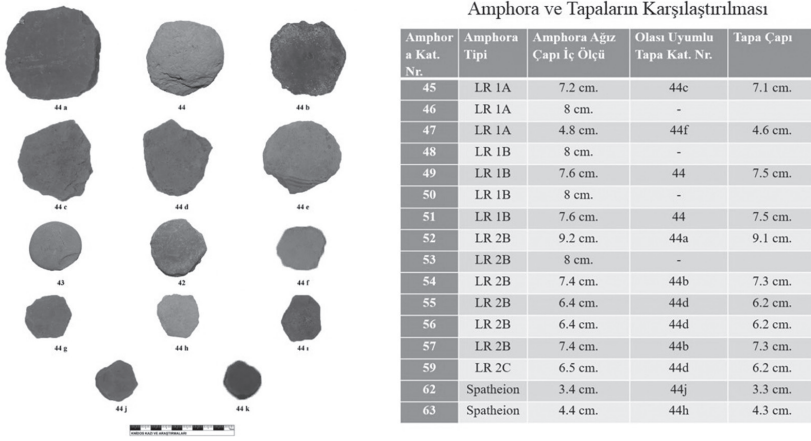 44 a 44 44 b
44 c 44 d 44 e
43 42 44 f
44 g 44 h 44 ı
44 j 44 k
Amphora ve Tapaların Karşılaştırılması
Amphora Kat. Nr. Amphora Tipi Amphora Ağız Çapı İç Ölçü Olası Uyumlu Tapa Kat. Nr. Tapa Çapı
45 LR 1A 7.2 cm. 44c 7.1 cm.
46 LR 1A 8 cm. -
47 LR 1A 4.8 cm. 44f 4.6 cm.
48 LR 1B 8 cm. -
49 LR 1B 7.6 cm. 44 7.5 cm.
50 LR 1B 8 cm. -
51 LR 1B 7.6 cm. 44 7.5 cm.
52 LR 2B 9.2 cm. 44a 9.1 cm.
53 LR 2B 8 cm. -
54 LR 2B 7.4 cm. 44b 7.3 cm.
55 LR 2B 6.4 cm. 44d 6.2 cm.
56 LR 2B 6.4 cm. 44d 6.2 cm.
57 LR 2B 7.4 cm. 44b 7.3 cm.
59 LR 2C 6.5 cm. 44d 6.2 cm.
62 Spatheion 3.4 cm. 44j 3.3 cm.
63 Spatheion 4.4 cm. 44h 4.3 cm.